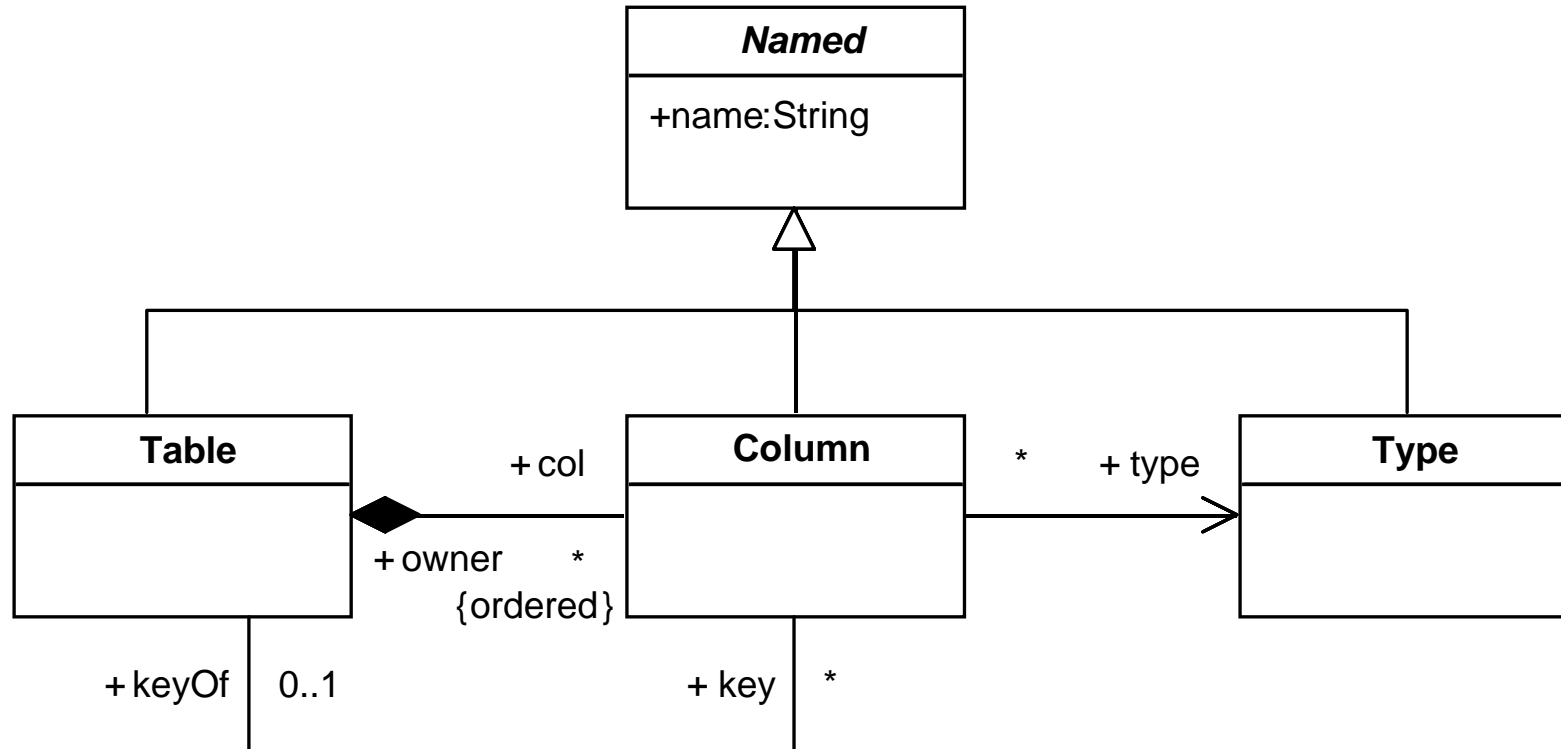 Named
+name:String
Table
Column
Type
+ col
* + type
+ owner *
{ordered}
+ keyOf 0..1
+ key *